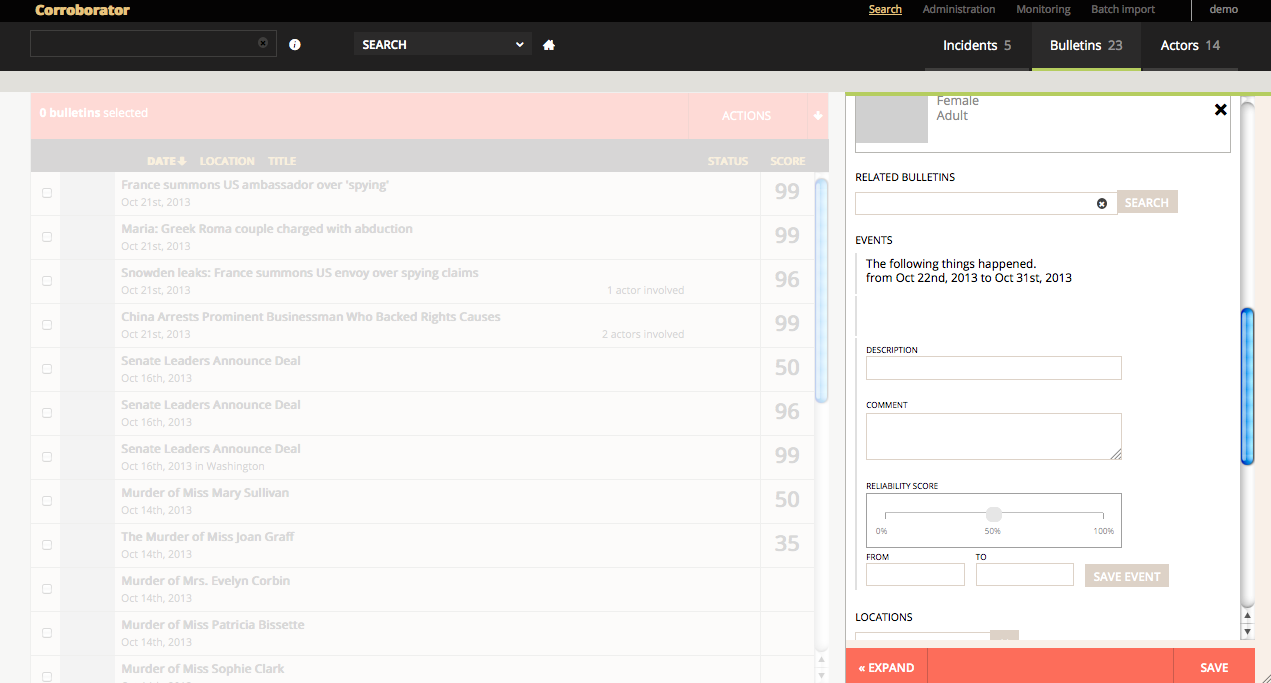 Corroborator
Search Administration Monitoring Batch Import demo
SEARCH
Incidents 5 Bulletins 23 Actors 14
0 bulletins selected ACTIONS
DATE LOCATION TITLE STATUS SCORE
France summons US ambassador over 'spying'
Oct 21st, 2013
99
Maria: Greek Roma couple charged with abduction
Oct 21st, 2013
99
Snowden leaks: France summons US envoy over spying claims
Oct 21st, 2013 1 actor involved
96
China Arrests Prominent Businessman Who Backed Rights Causes
Oct 21st, 2013 2 actors involved
99
Senate Leaders Announce Deal
Oct 16th, 2013
50
Senate Leaders Announce Deal
Oct 16th, 2013
96
Senate Leaders Announce Deal
Oct 16th, 2013 in Washington
99
Murder of Miss Mary Sullivan
Oct 14th, 2013
50
The Murder of Miss Joan Graff
Oct 14th, 2013
35
Murder of Mrs. Evelyn Corbin
Oct 14th, 2013
Murder of Miss Patricia Bissette
Oct 14th, 2013
Murder of Miss Sophie Clark
Female
Adult
RELATED BULLETINS
SEARCH
EVENTS
The following things happened.
from Oct 22nd, 2013 to Oct 31st, 2013
DESCRIPTION
COMMENT
RELIABILITY SCORE
0% 50% 100%
FROM TO
SAVE EVENT
LOCATIONS
« EXPAND SAVE